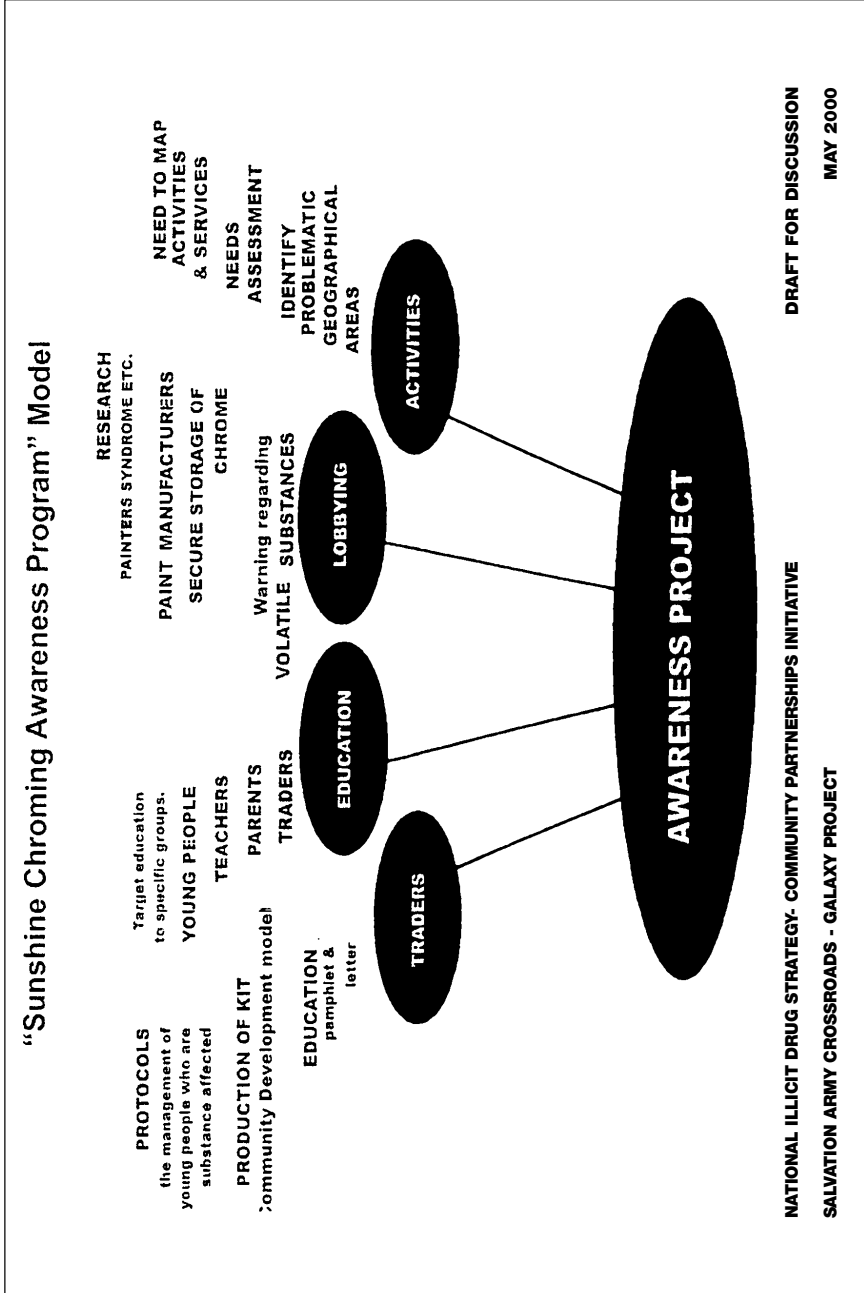 “Sunshine Chroming Awareness Program” Model
PROTOCOLS
the management of
young people who are
substance affected
PRODUCTION OF KIT
ommunity Development model
EDUCATION
pamphlet &
letter
TRADERS
Target education
to specific groups.
YOUNG PEOPLE
TEACHERS
PARENTS
TRADERS
EDUCATION
RESEARCH
PAINTERS SYNDROME ETC.
PAINT MANUFACTURERS
SECURE STORAGE OF
CHROME
Warning regarding
VOLATILE SUBSTANCES
LOBBYING
NEED TO MAP
ACTIVITIES
& SERVICES
NEEDS
ASSESSMENT
IDENTIFY
PROBLEMATIC
GEOGRAPHICAL
AREAS
ACTIVITIES
AWARENESS PROJECT
NATIONAL ILLICIT DRUG STRATEGY- COMMUNITY PARTNERSHIPS INITIATIVE
DRAFT FOR DISCUSSION
SALVATION ARMY CROSSROADS - GALAXY PROJECT
MAY 2000